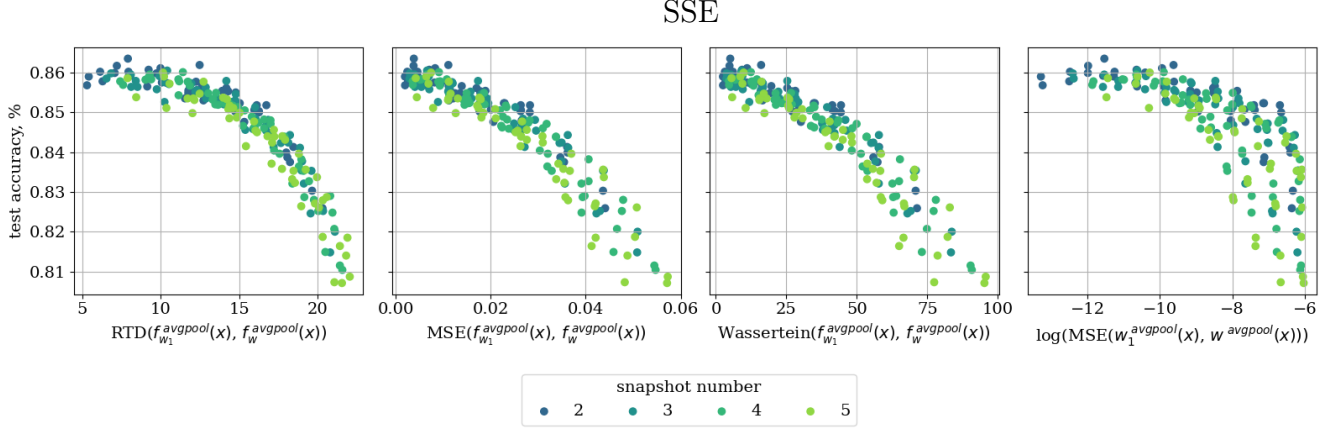 SSE
test accuracy, %
0.86
0.85
0.84
0.83
0.82
0.81
5 10 15 20
0.00 0.02 0.04 0.06
0 25 50 75 100
−12 −10 −8 −6
RTD(f_{w_1}^{avgpool}(x), f_w^{avgpool}(x))
MSE(f_{w_1}^{avgpool}(x), f_w^{avgpool}(x))
Wassertein(f_{w_1}^{avgpool}(x), f_w^{avgpool}(x))
log(MSE(w_1^{avgpool}(x), w^{avgpool}(x)))
snapshot number
2 3 4 5